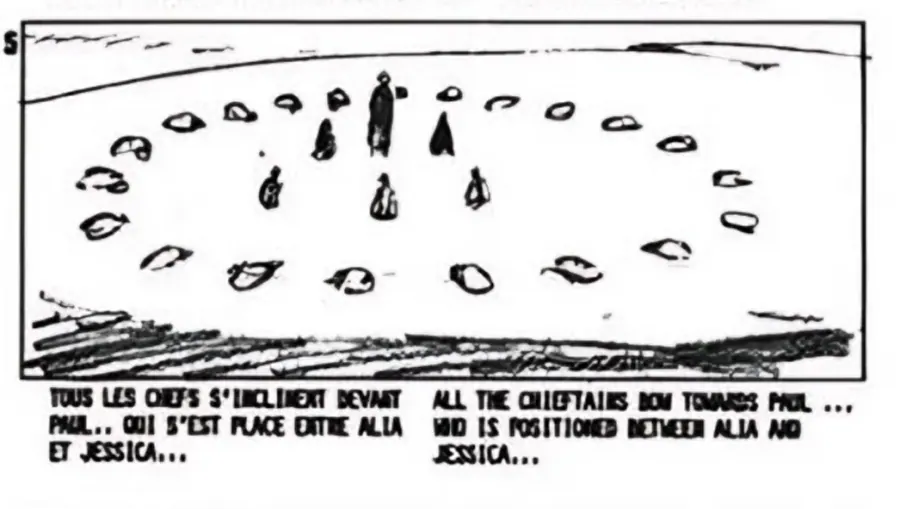 S
TOUS LES CHEFS S'INCLINENT DEVANT
PAUL.. QUI S'EST PLACE ENTRE ALIA
ET JESSICA...
ALL THE CHIEFTAINS BOW TOWARDS PAUL ...
WHO IS POSITIONED BETWEEN ALIA AND
JESSICA...